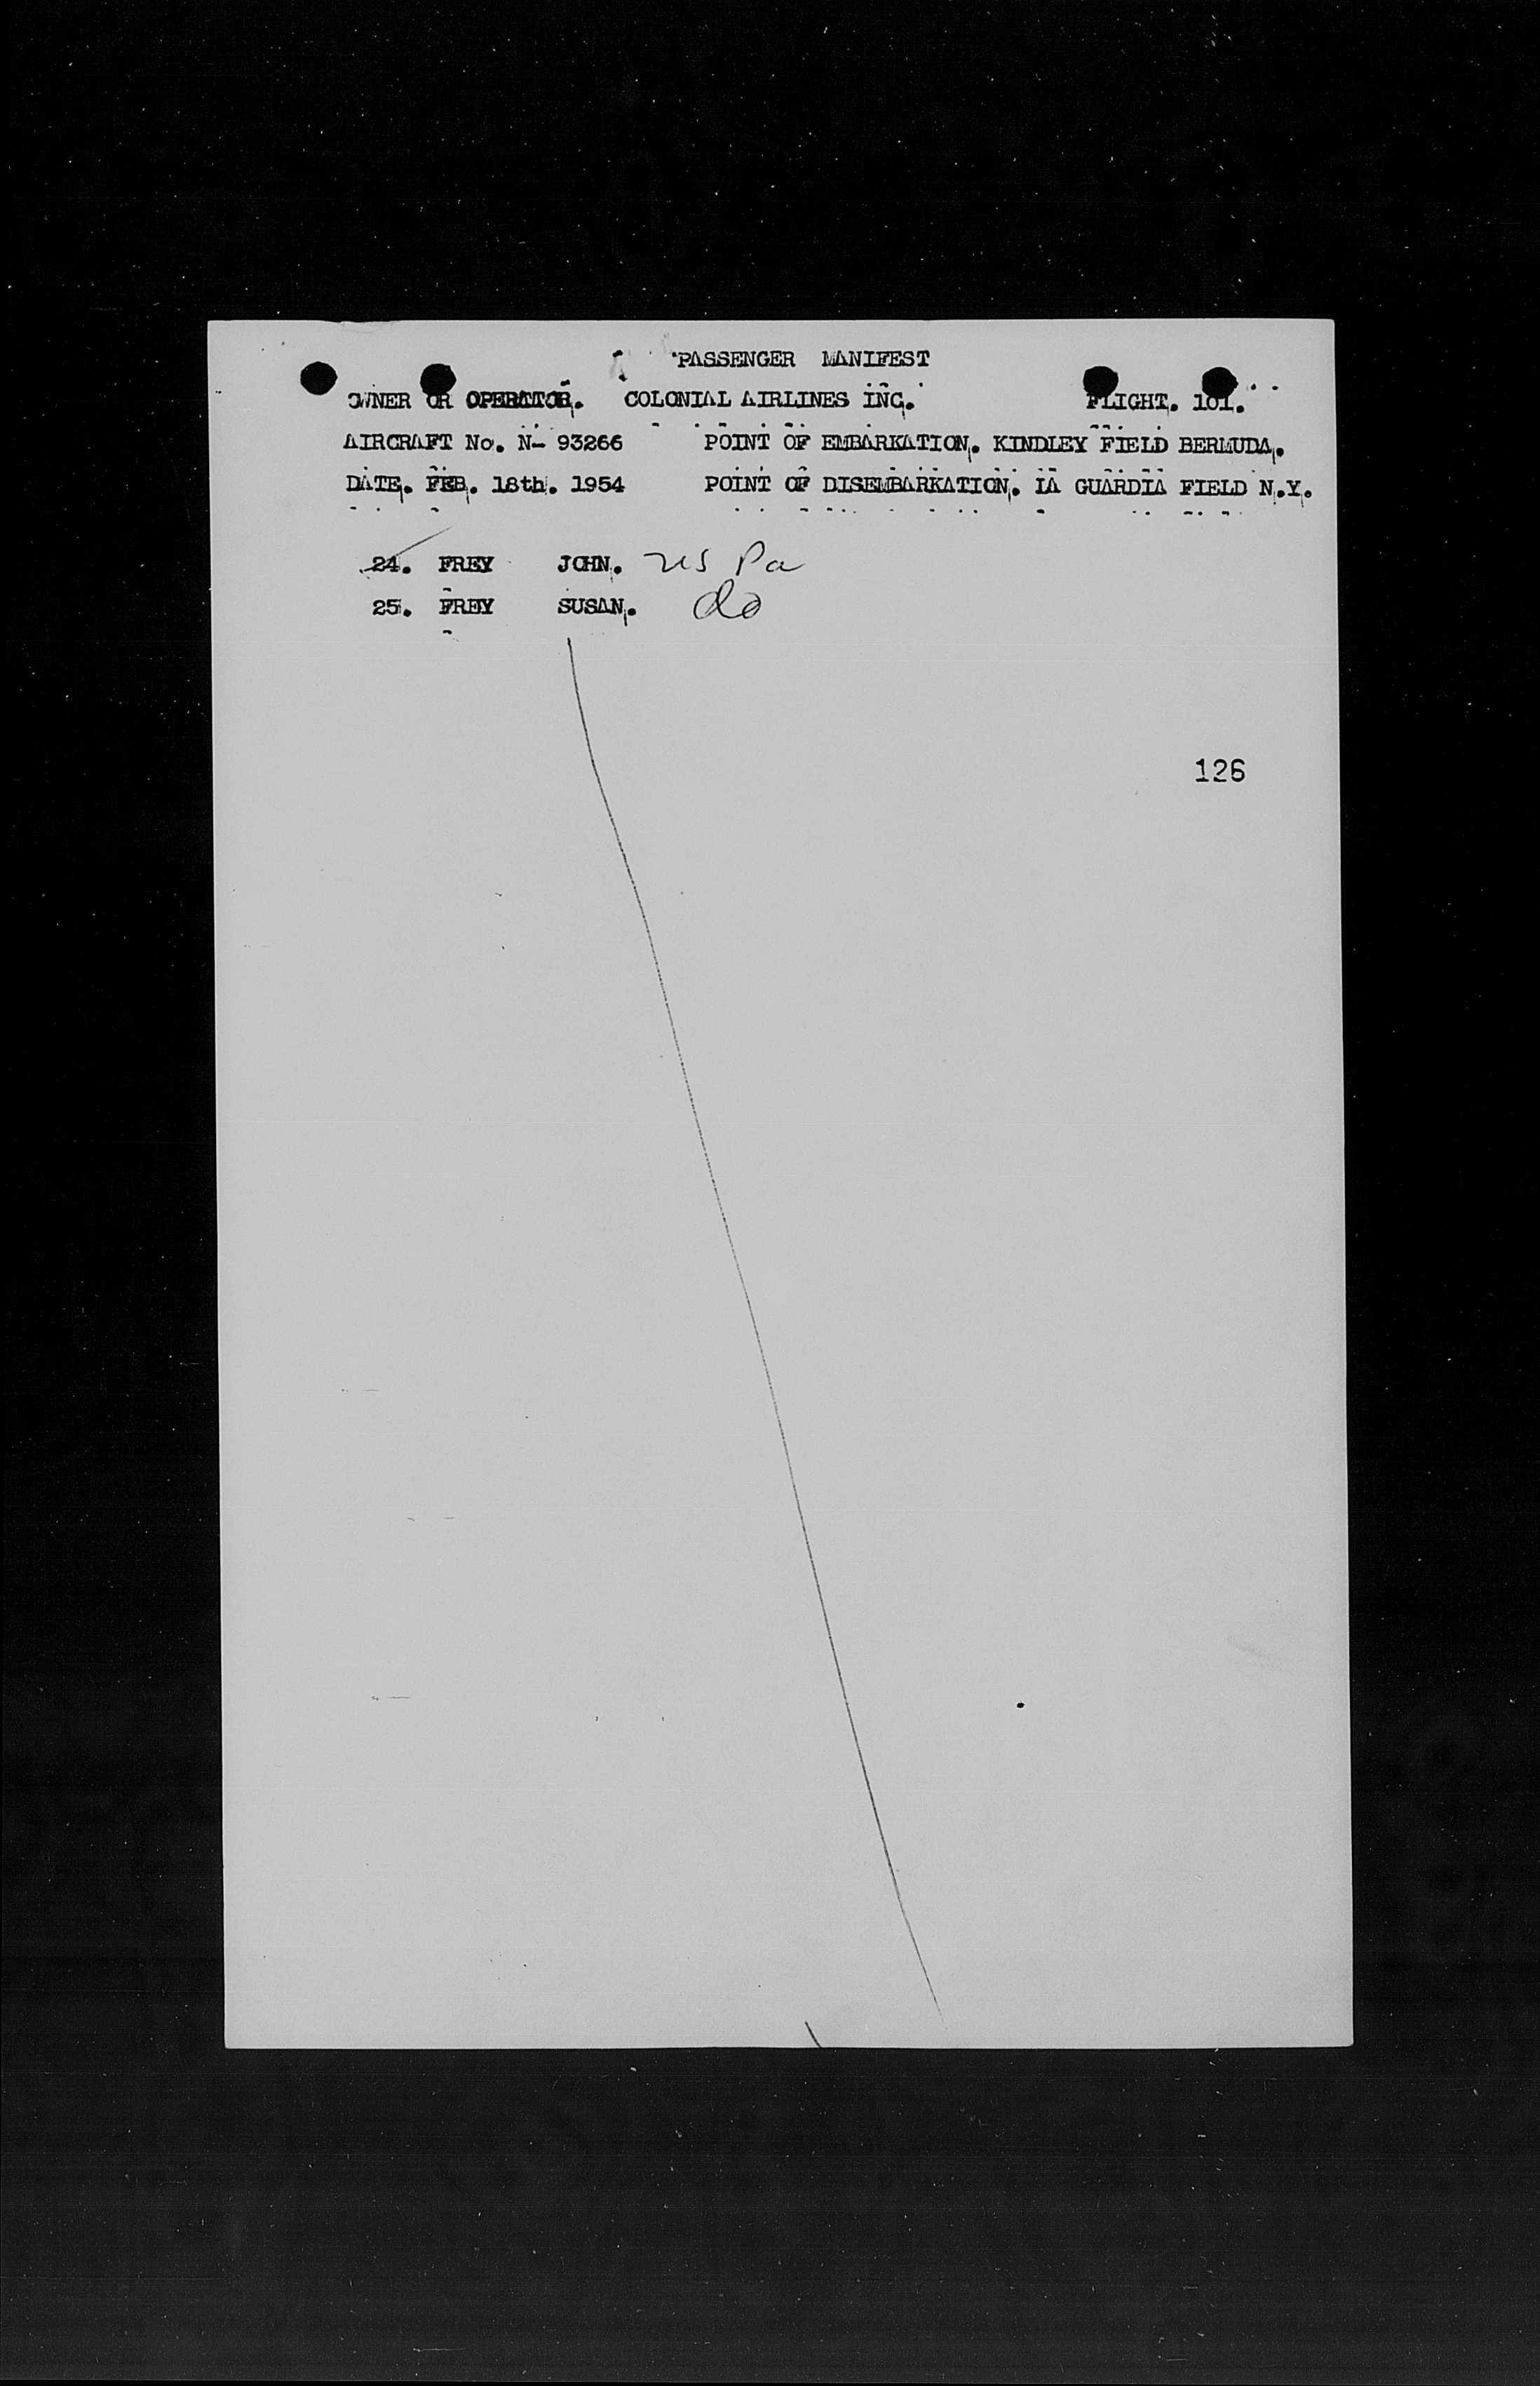 PASSENGER MANIFEST
OWNER OR OPERATOR. COLONIAL AIRLINES INC. FLIGHT. 101.
AIRCRAFT No. N- 93266 POINT OF EMBARKATION. KINDLEY FIELD BERMUDA.
DATE. FEB. 18th. 1954 POINT OF DISEMBARKATION. LA GUARDIA FIELD N.Y.
24. FREY JOHN. US Pa
25. FREY SUSAN. do
126